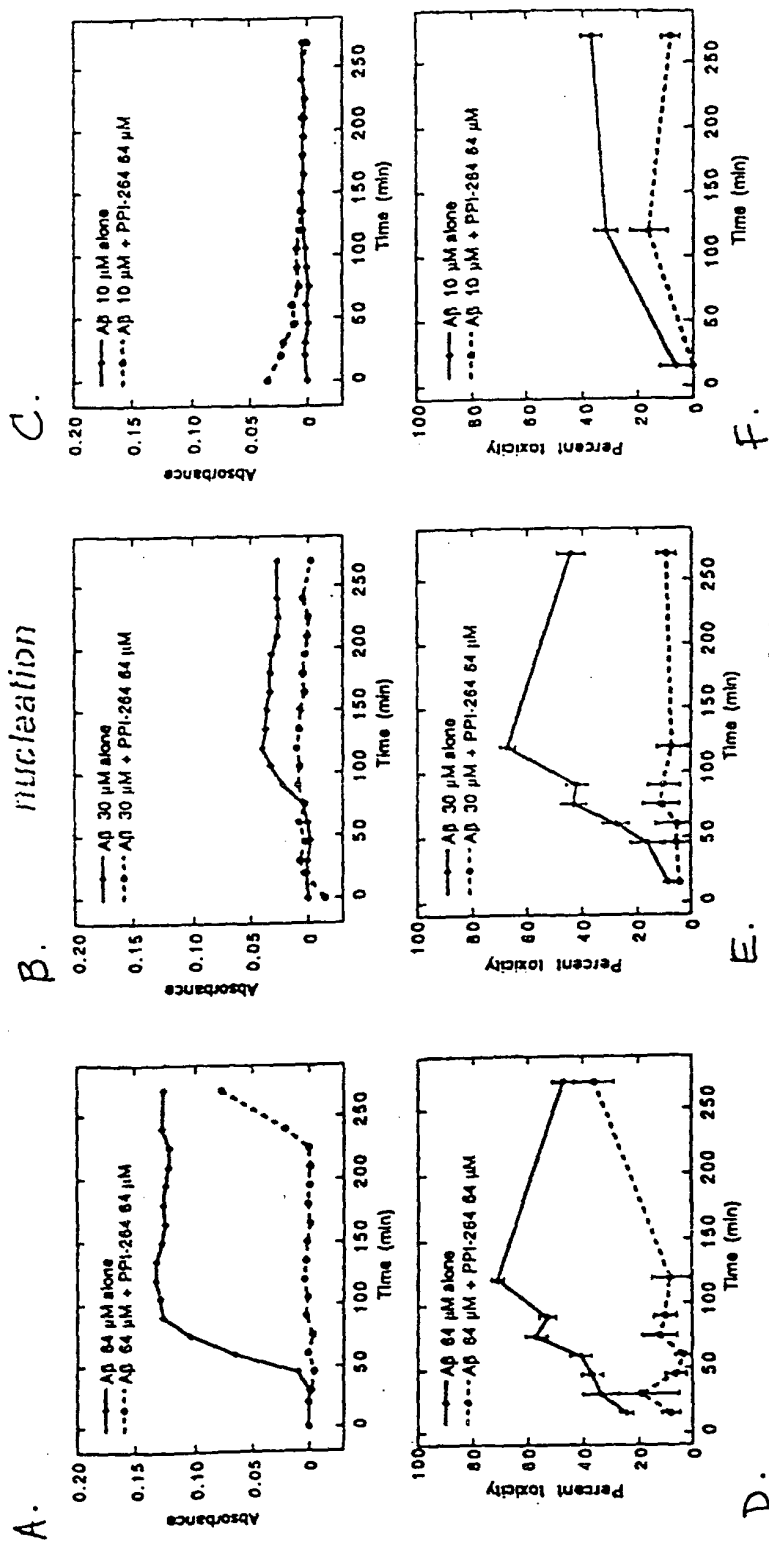 nucleation
A.
0.20
0.15
0.10
0.05
0
Absorbance
Aβ 64 µM alone
Aβ 64 µM + PPI-264 64 µM
0 50 100 150 200 250
Time (min)
B.
0.20
0.15
0.10
0.05
0
Absorbance
Aβ 30 µM alone
Aβ 30 µM + PPI-264 64 µM
0 50 100 150 200 250
Time (min)
C.
0.20
0.15
0.10
0.05
0
Absorbance
Aβ 10 µM alone
Aβ 10 µM + PPI-264 64 µM
0 50 100 150 200 250
Time (min)
100
80
60
40
20
0
Percent toxicity
Aβ 64 µM alone
Aβ 64 µM + PPI-264 64 µM
0 50 100 150 200 250
Time (min)
D.
100
80
60
40
20
0
Percent toxicity
Aβ 30 µM alone
Aβ 30 µM + PPI-264 64 µM
0 50 100 150 200 250
Time (min)
E.
100
80
60
40
20
0
Percent toxicity
Aβ 10 µM alone
Aβ 10 µM + PPI-264 64 µM
0 50 100 150 200 250
Time (min)
F.